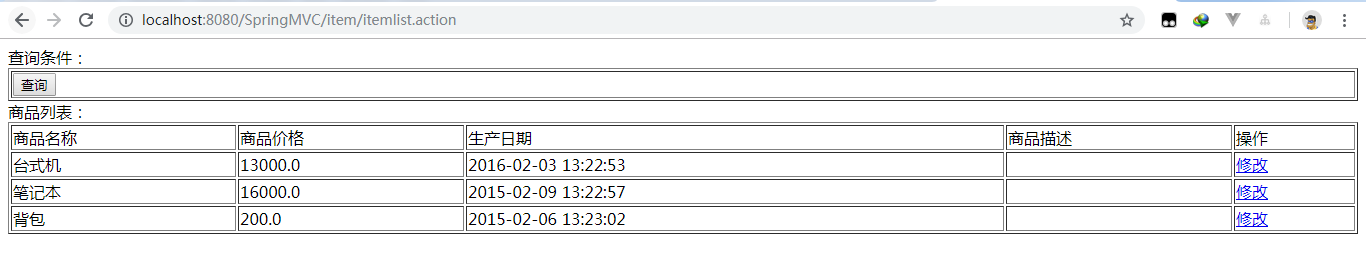 localhost:8080/SpringMVC/item/itemlist.action
查询条件：
查询
商品列表：
商品名称 商品价格 生产日期 商品描述 操作
台式机 13000.0 2016-02-03 13:22:53 修改
笔记本 16000.0 2015-02-09 13:22:57 修改
背包 200.0 2015-02-06 13:23:02 修改